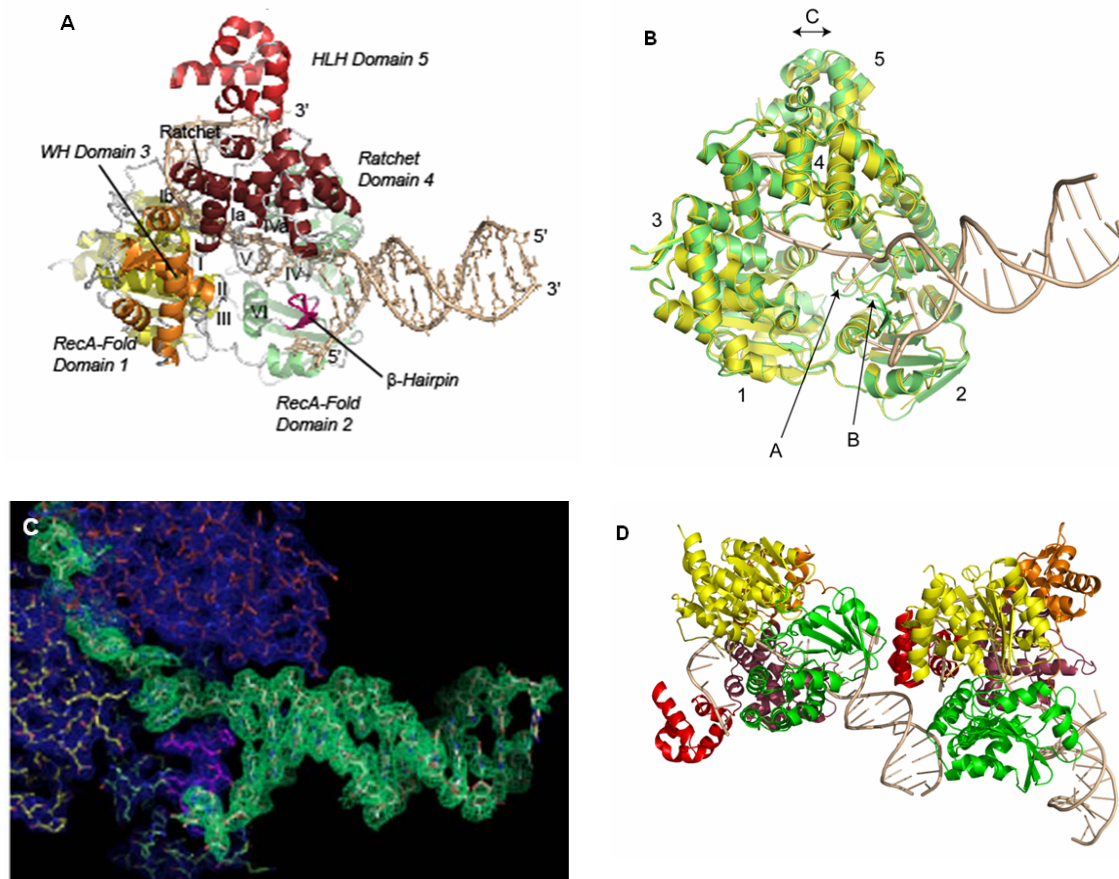 A
HLH Domain 5
3'
Ratchet
WH Domain 3
Ratchet
Domain 4
Ib
Ia
IVa
5'
I
V
IV
3'
II
III
VI
RecA-Fold
Domain 1
5'
β-Hairpin
RecA-Fold
Domain 2
B
C
5
4
3
1
2
A
B
C
D